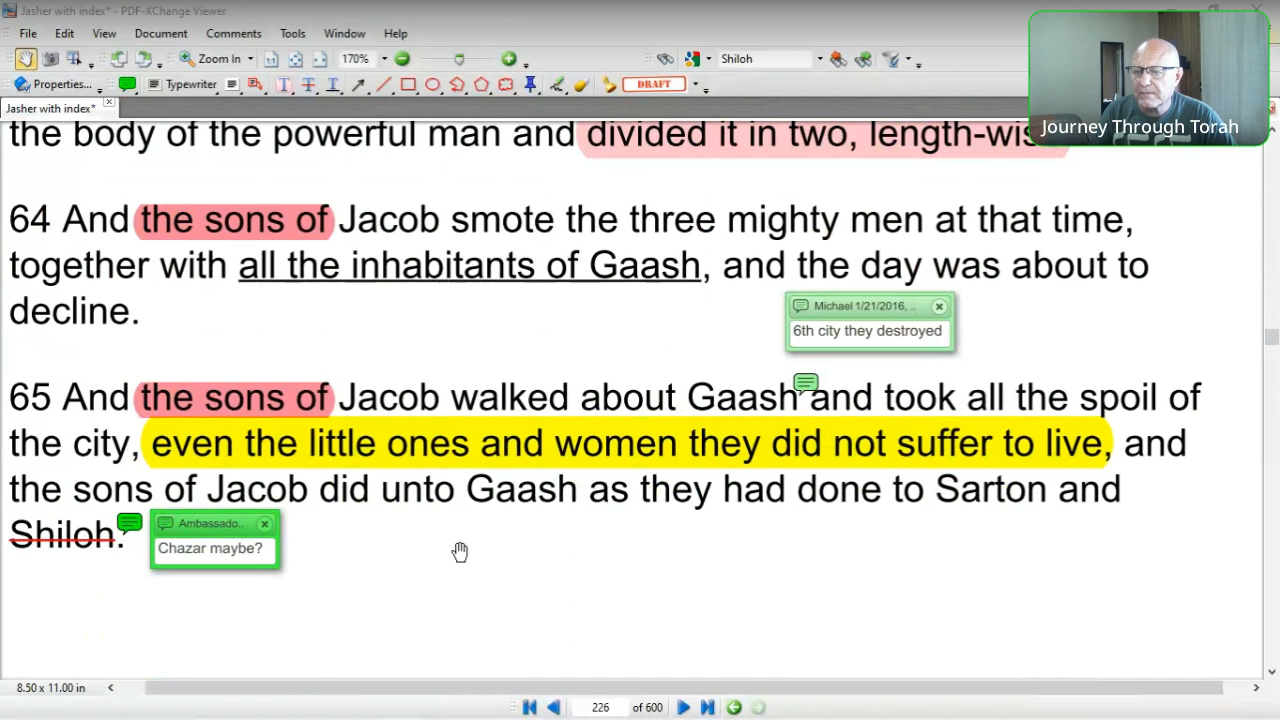 Jasher with index* - PDF-XChange Viewer
File Edit View Document Comments Tools Window Help
Zoom In 170% Shiloh
Properties... Typewriter DRAFT
Jasher with index*
Journey Through Torah
the body of the powerful man and divided it in two, length-wis
64 And the sons of Jacob smote the three mighty men at that time,
together with all the inhabitants of Gaash, and the day was about to
decline.
Michael 1/21/2016, ..
6th city they destroyed
65 And the sons of Jacob walked about Gaash and took all the spoil of
the city, even the little ones and women they did not suffer to live, and
the sons of Jacob did unto Gaash as they had done to Sarton and
Shiloh.
Ambassado..
Chazar maybe?
8.50 x 11.00 in
226 of 600